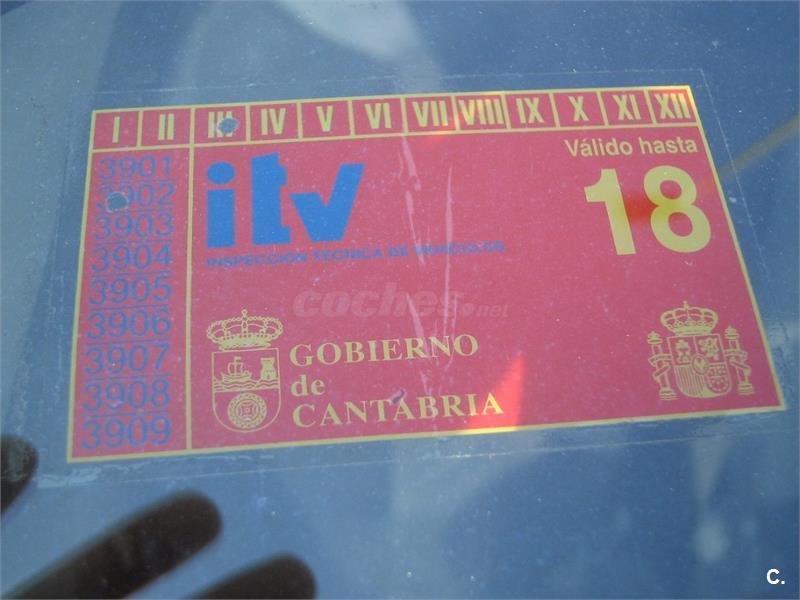 I II III IV V VI VII VIII IX X XI XII
3901
3902
3903
3904
3905
3906
3907
3908
3909
itv
INSPECCIÓN TÉCNICA DE VEHÍCULOS
Válido hasta
18
coches.net
GOBIERNO
de
CANTABRIA
C.